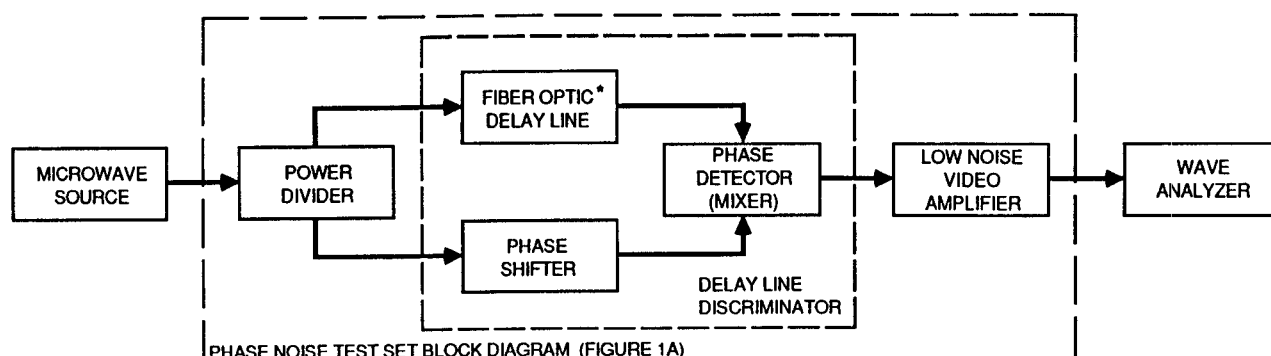 MICROWAVE
SOURCE
POWER
DIVIDER
FIBER OPTIC*
DELAY LINE
PHASE
SHIFTER
PHASE
DETECTOR
(MIXER)
DELAY LINE
DISCRIMINATOR
LOW NOISE
VIDEO
AMPLIFIER
WAVE
ANALYZER
PHASE NOISE TEST SET BLOCK DIAGRAM (FIGURE 1A)